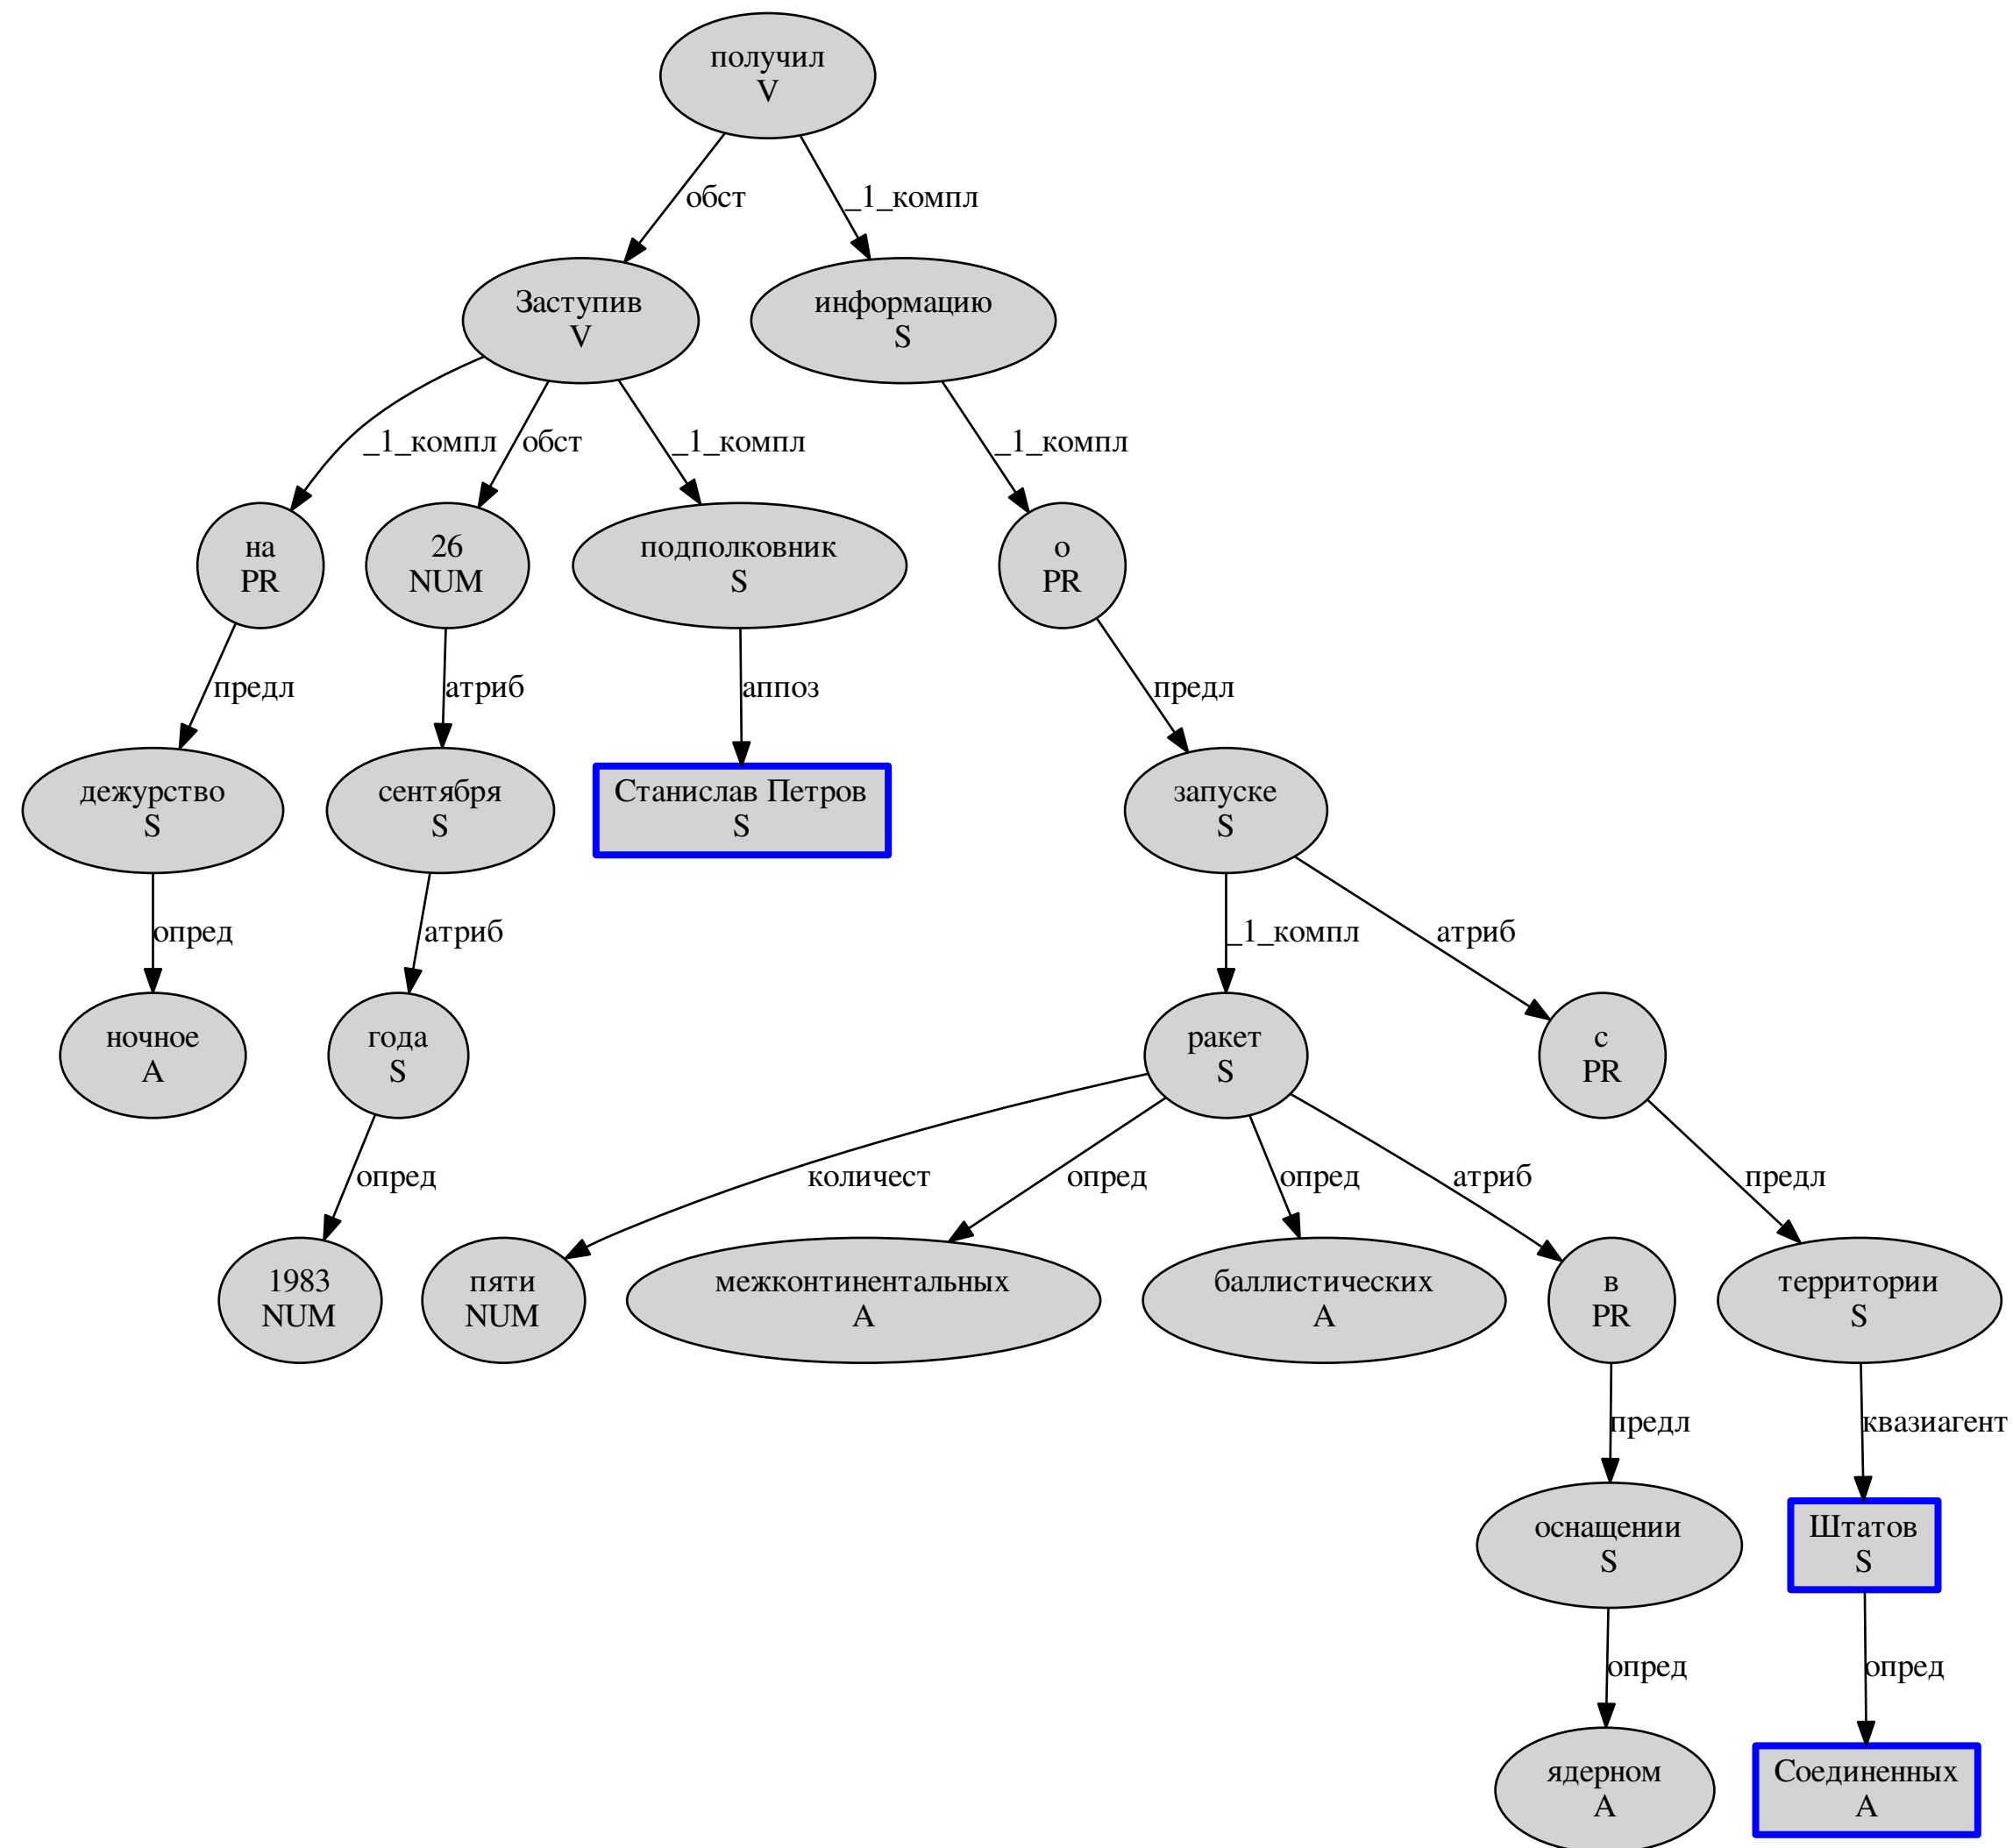 получил
V
обст
_1_компл
Заступив
V
информацию
S
_1_компл
обст
_1_компл
_1_компл
на
PR
26
NUM
подполковник
S
о
PR
предл
атриб
аппоз
предл
дежурство
S
сентября
S
Станислав Петров
S
запуске
S
опред
атриб
_1_компл
атриб
ночное
A
года
S
ракет
S
с
PR
опред
количест
опред
опред
атриб
предл
1983
NUM
пяти
NUM
межконтинентальных
A
баллистических
A
в
PR
территории
S
предл
квазиагент
оснащении
S
Штатов
S
опред
опред
ядерном
A
Соединенных
A